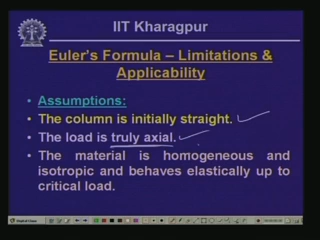 IIT Kharagpur
Euler's Formula – Limitations &
Applicability
• Assumptions:
• The column is initially straight.
• The load is truly axial.
• The material is homogeneous and
isotropic and behaves elastically up to
critical load.